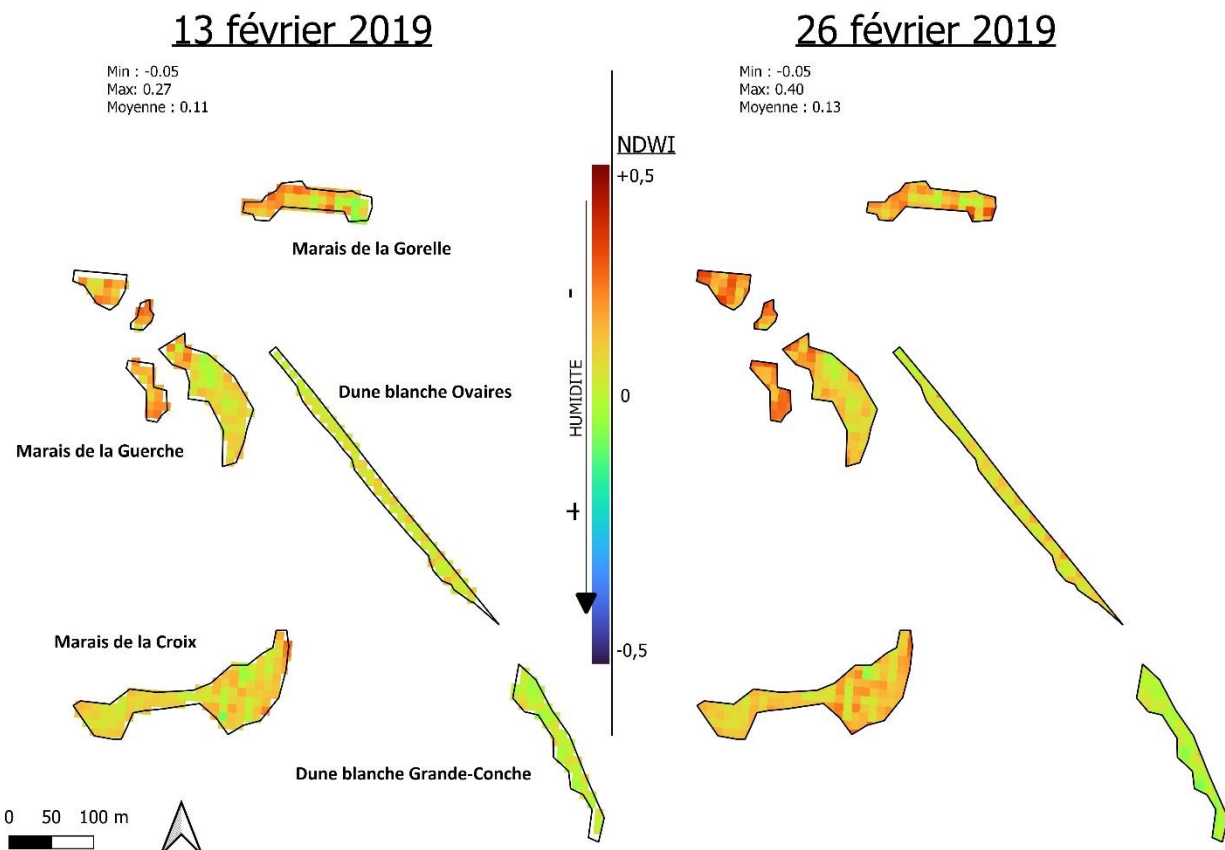 13 février 2019
Min : -0.05
Max: 0.27
Moyenne : 0.11
26 février 2019
Min : -0.05
Max: 0.40
Moyenne : 0.13
NDWI
+0,5
0
-0,5
HUMIDITE
-
+
Marais de la Gorelle
Dune blanche Ovaires
Marais de la Guerche
Marais de la Croix
Dune blanche Grande-Conche
0 50 100 m